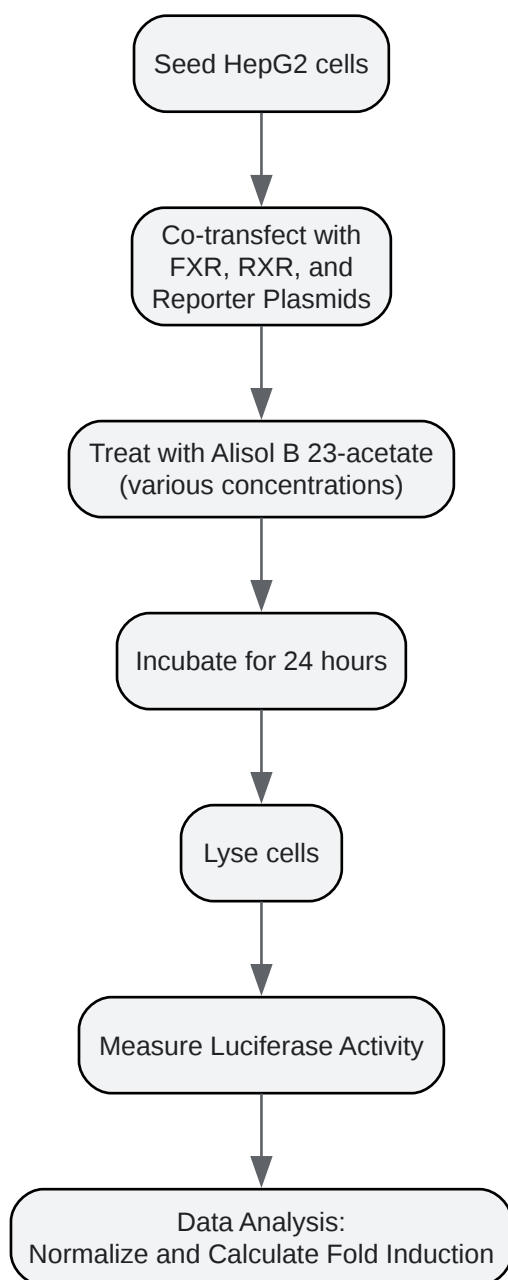 Seed HepG2 cells
Co-transfect with
FXR, RXR, and
Reporter Plasmids
Treat with Alisol B 23-acetate
(various concentrations)
Incubate for 24 hours
Lyse cells
Measure Luciferase Activity
Data Analysis:
Normalize and Calculate Fold Induction